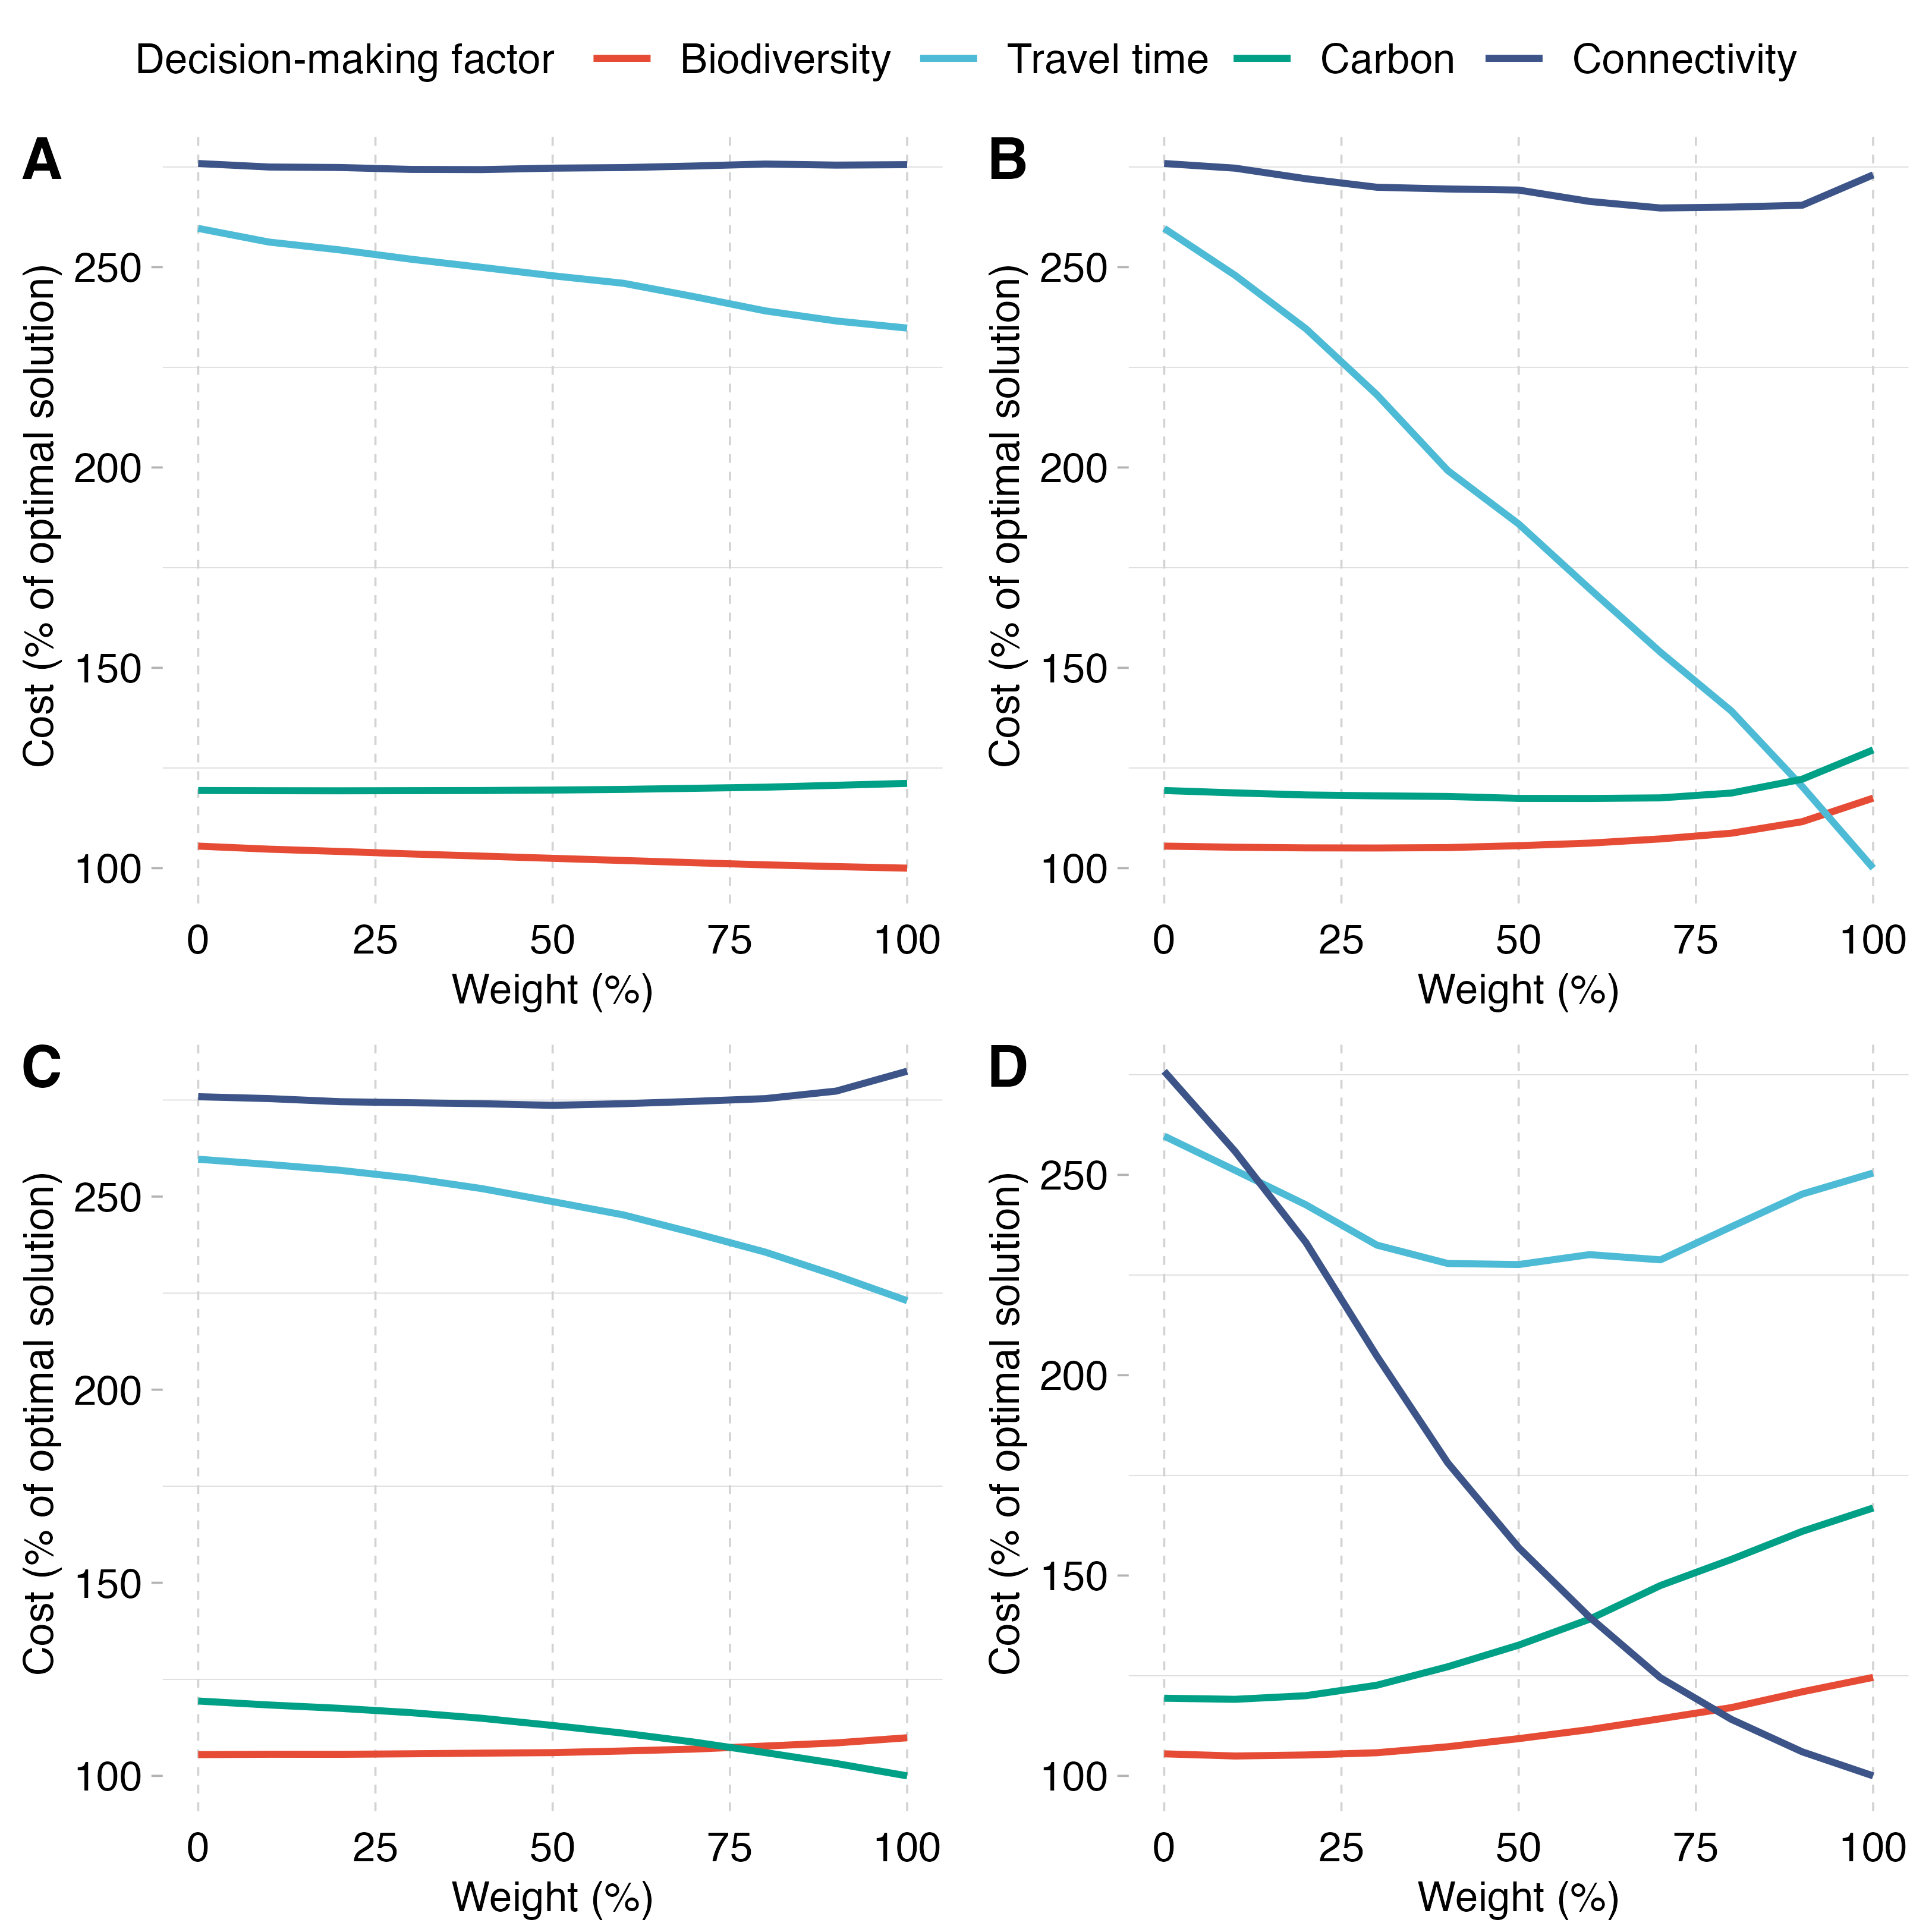 Decision-making factor Biodiversity Travel time Carbon Connectivity
A
Cost (% of optimal solution)
250
200
150
100
0 25 50 75 100
Weight (%)
B
Cost (% of optimal solution)
250
200
150
100
0 25 50 75 100
Weight (%)
C
Cost (% of optimal solution)
250
200
150
100
0 25 50 75 100
Weight (%)
D
Cost (% of optimal solution)
250
200
150
100
0 25 50 75 100
Weight (%)